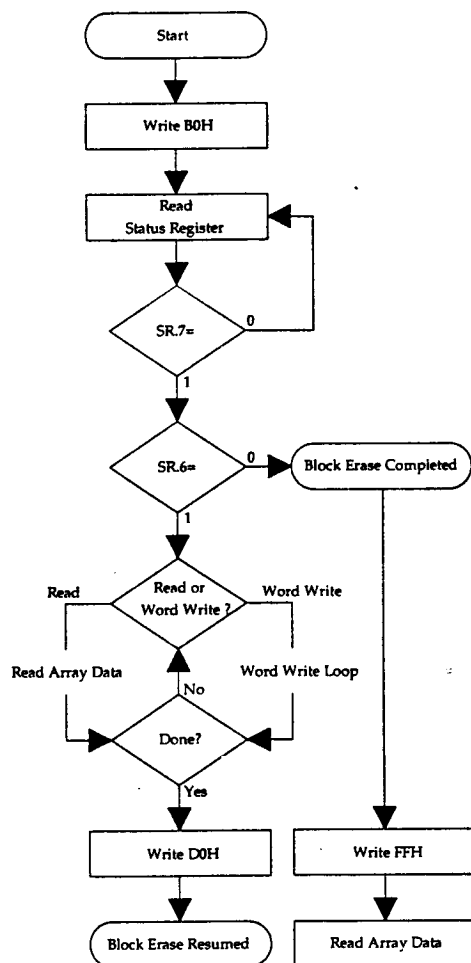 Start
Write B0H
Read
Status Register
SR.7=
0
1
SR.6=
0
Block Erase Completed
1
Read
Read or
Word Write ?
Word Write
Read Array Data
No
Word Write Loop
Done?
Yes
Write D0H
Write FFH
Block Erase Resumed
Read Array Data